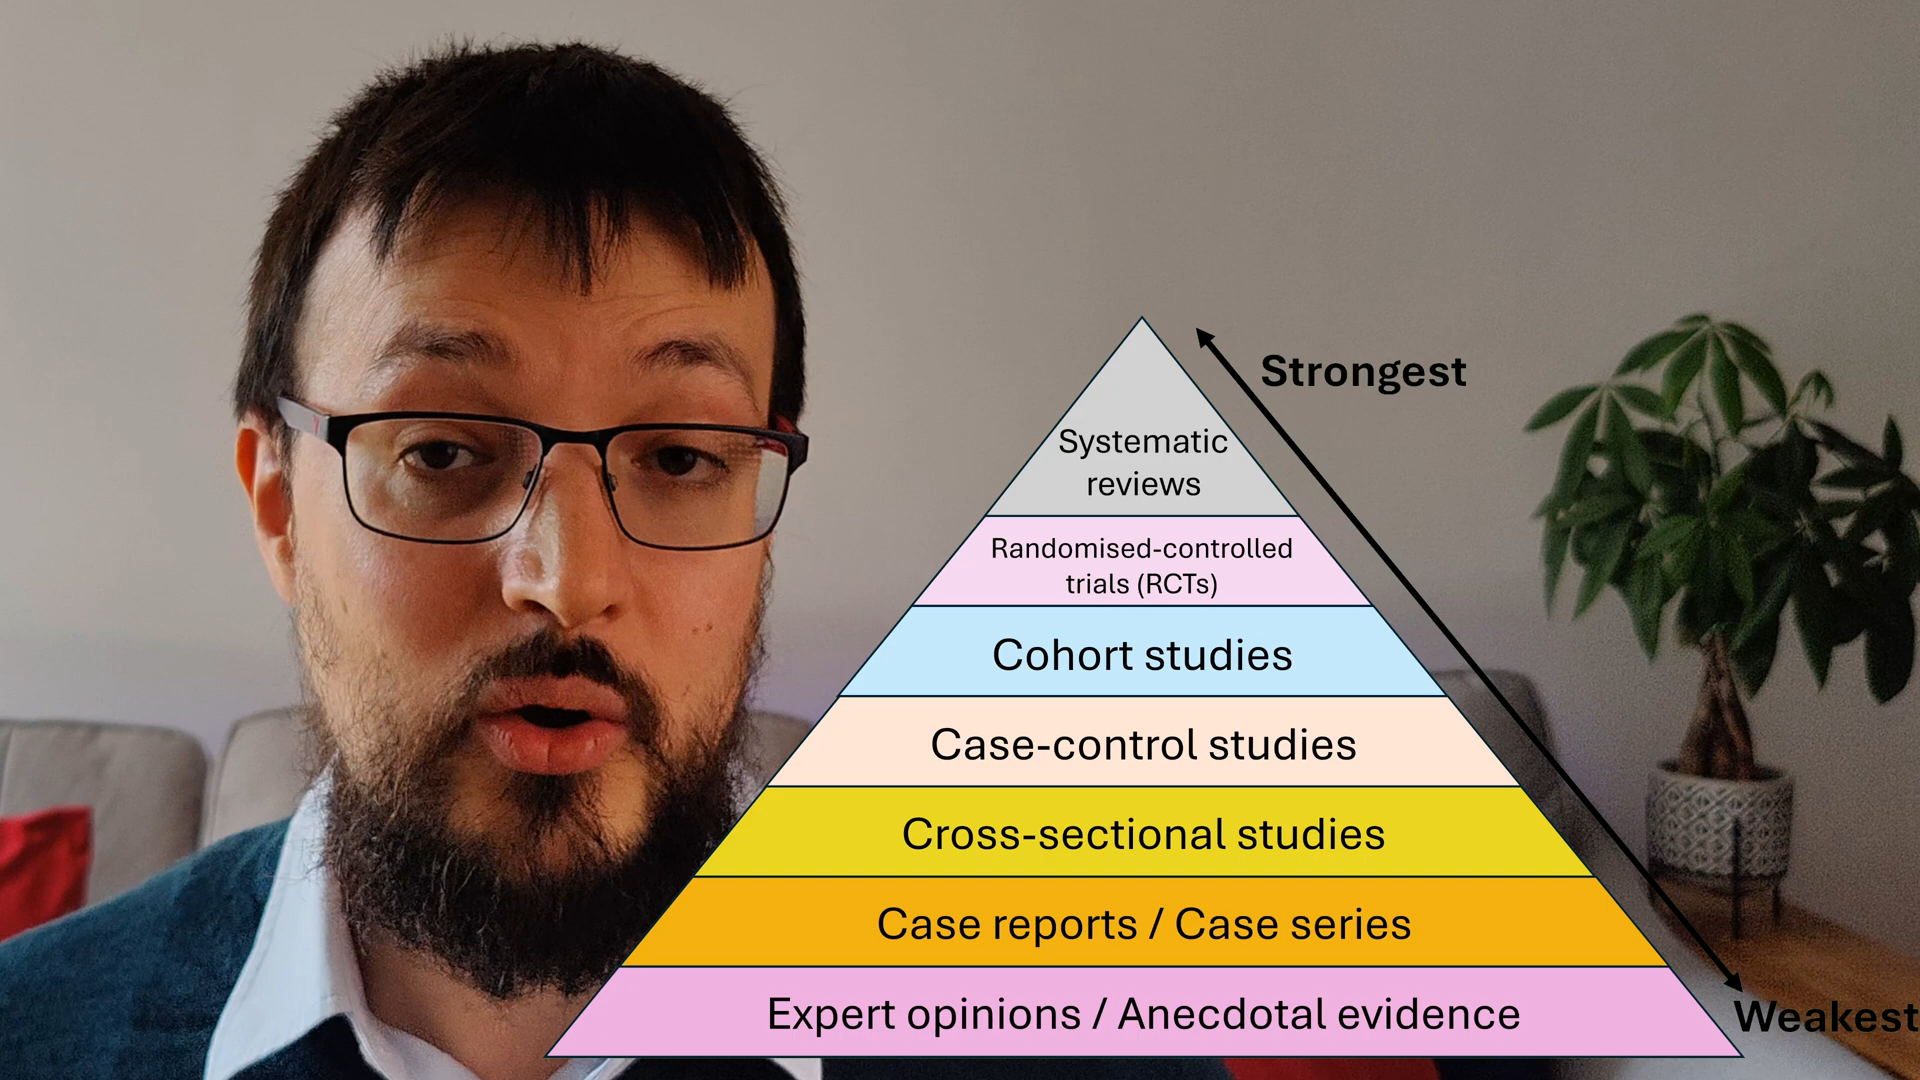 Strongest
Systematic
reviews
Randomised-controlled
trials (RCTs)
Cohort studies
Case-control studies
Cross-sectional studies
Case reports / Case series
Expert opinions / Anecdotal evidence
Weakest